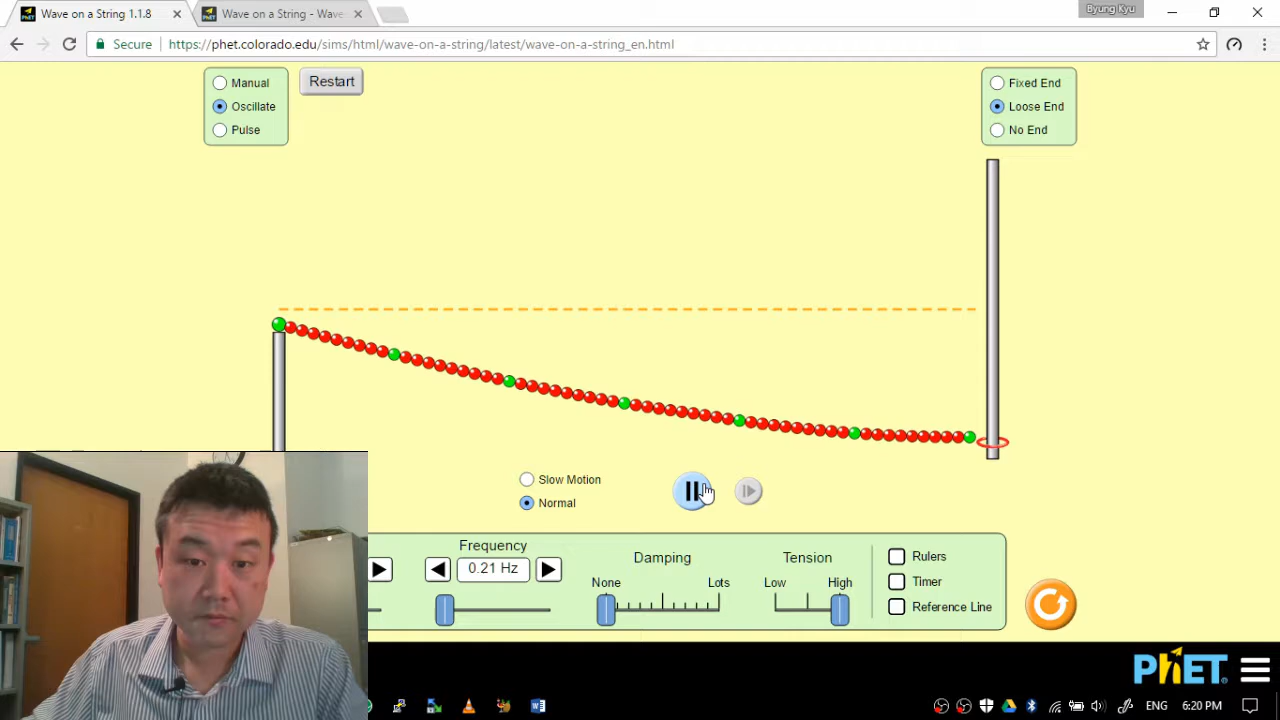 Wave on a String 1.1.8
Wave on a String - Wave
Byung Kyu
Secure
https://phet.colorado.edu/sims/html/wave-on-a-string/latest/wave-on-a-string_en.html
Manual
Oscillate
Pulse
Restart
Fixed End
Loose End
No End
Slow Motion
Normal
Frequency
0.21 Hz
Damping
None
Lots
Tension
Low
High
Rulers
Timer
Reference Line
PhET
ENG
6:20 PM